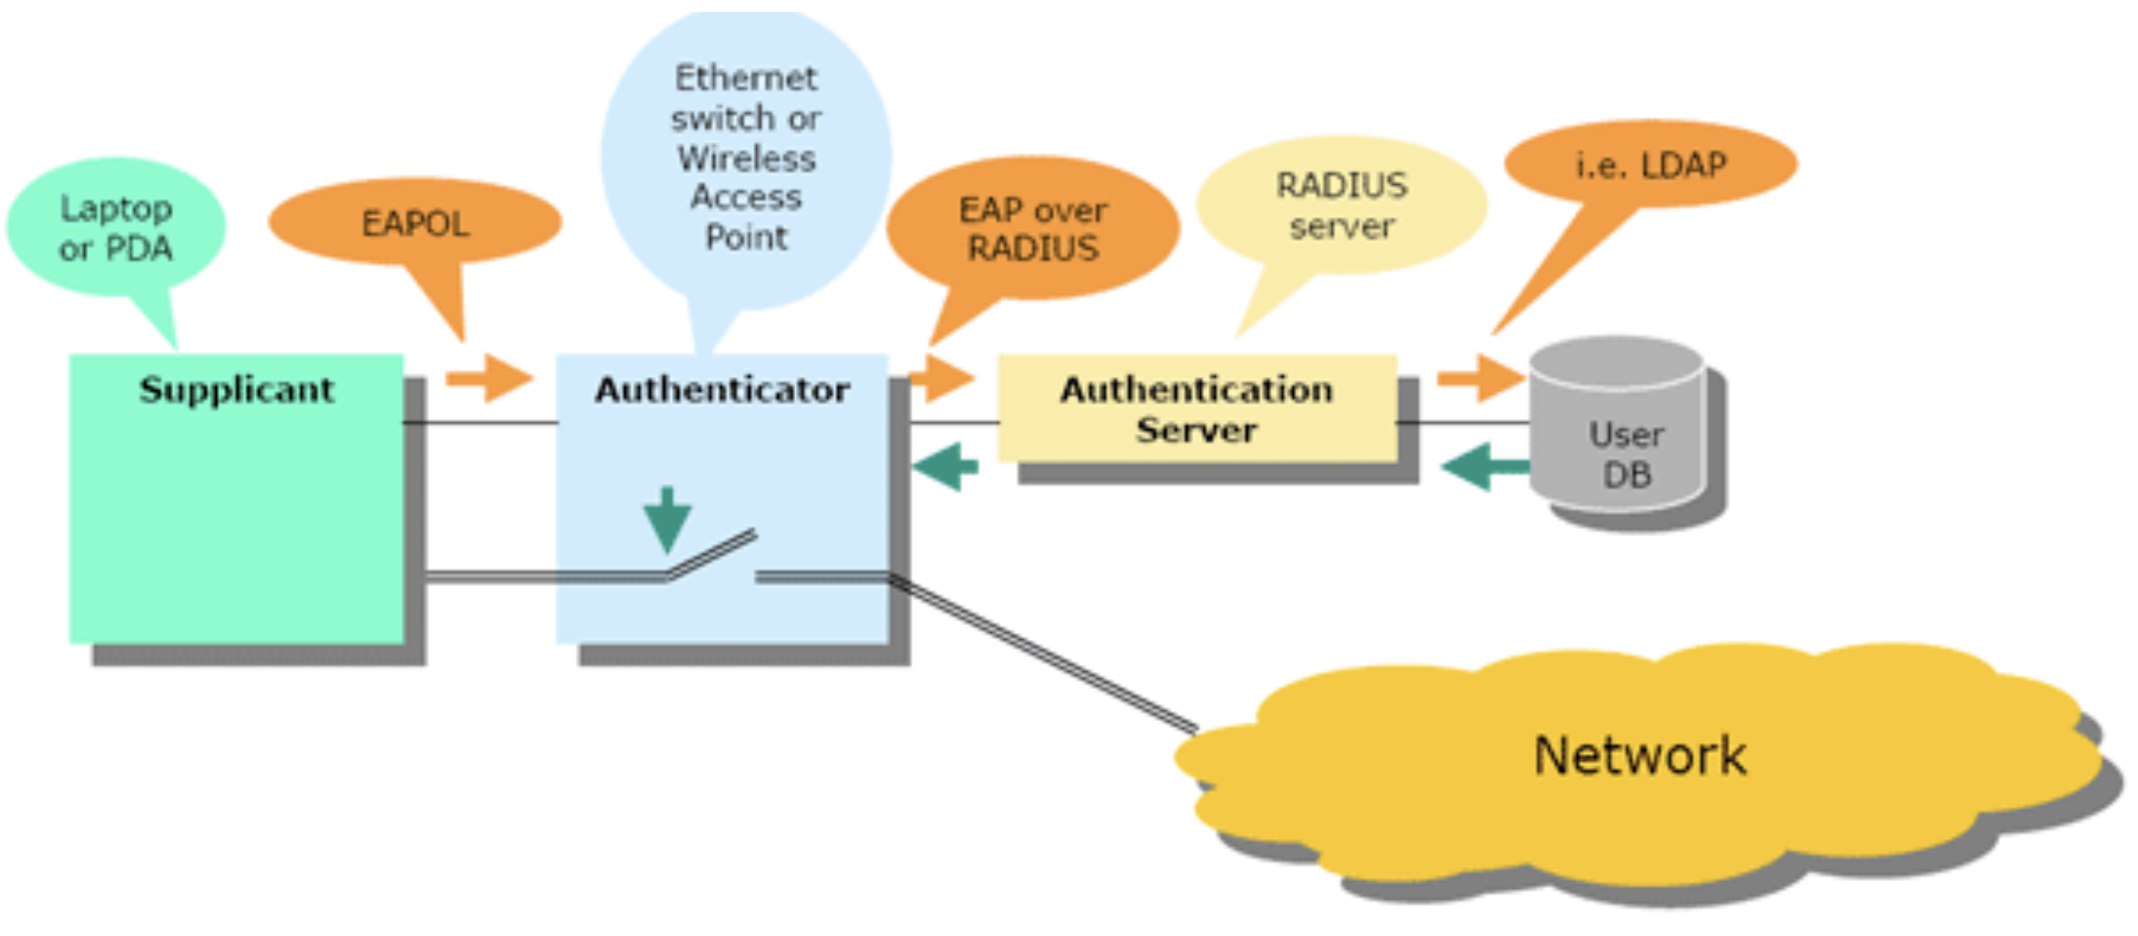 Laptop
or PDA
EAPOL
Ethernet
switch or
Wireless
Access
Point
EAP over
RADIUS
RADIUS
server
i.e. LDAP
Supplicant
Authenticator
Authentication
Server
User
DB
Network